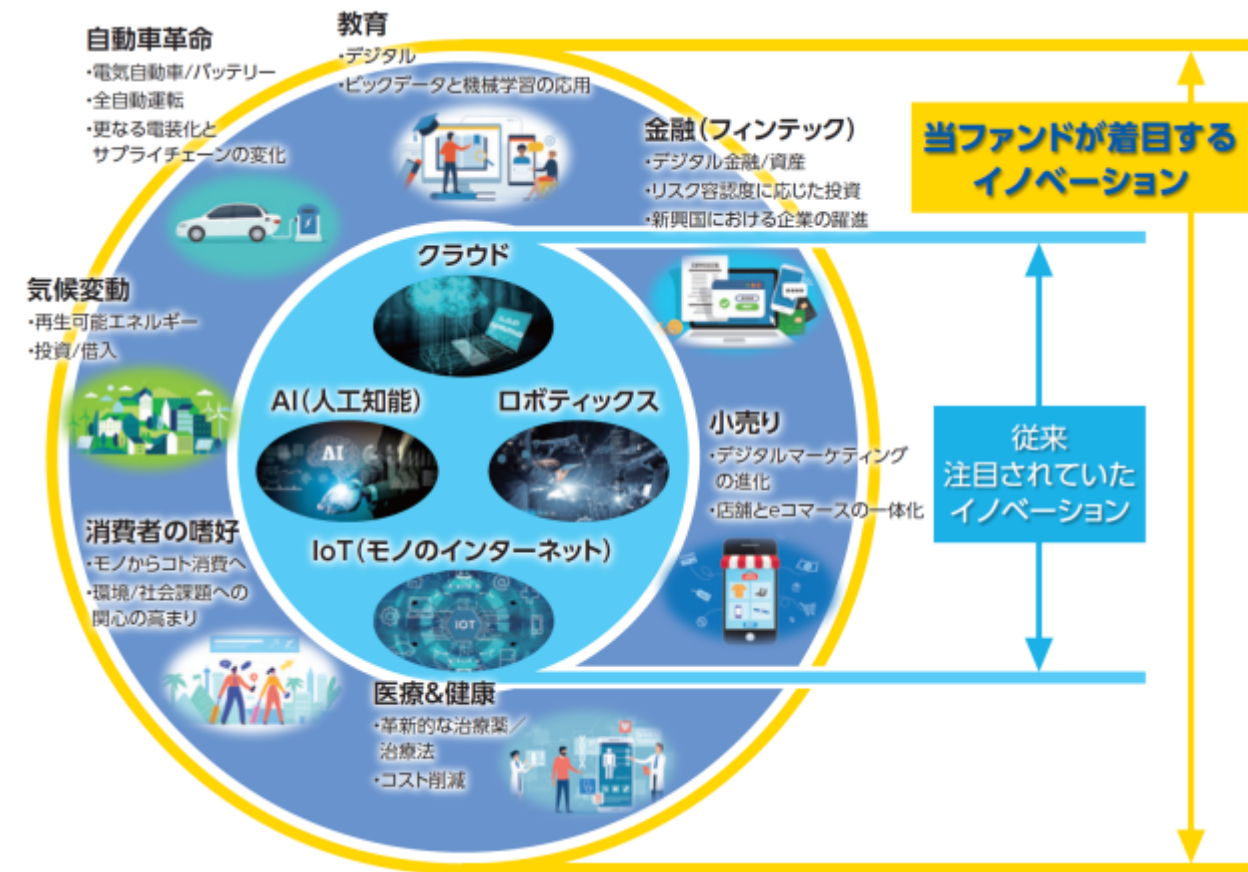 教育
・デジタル
・ビックデータと機械学習の応用
自動車革命
・電気自動車/バッテリー
・全自動運転
・更なる電装化と
サプライチェーンの変化
金融(フィンテック)
・デジタル金融/資産
・リスク容認度に応じた投資
・新興国における企業の躍進
当ファンドが着目する
イノベーション
クラウド
気候変動
・再生可能エネルギー
・投資/借入
AI(人工知能)
AI
ロボティックス
小売り
・デジタルマーケティング
の進化
・店舗とeコマースの一体化
従来
注目されていた
イノベーション
消費者の嗜好
・モノからコト消費へ
・環境/社会課題への
関心の高まり
IoT(モノのインターネット)
IOT
医療&健康
・革新的な治療薬/
治療法
・コスト削減